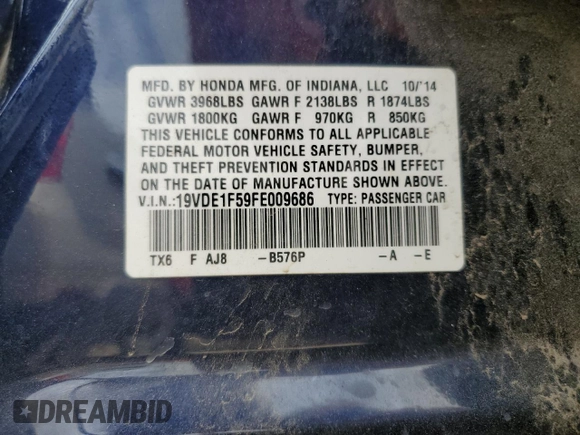 MFD. BY HONDA MFG. OF INDIANA, LLC 10/'14
GVWR 3968LBS GAWR F 2138LBS R 1874LBS
GVWR 1800KG GAWR F 970KG R 850KG
THIS VEHICLE CONFORMS TO ALL APPLICABLE
FEDERAL MOTOR VEHICLE SAFETY, BUMPER,
AND THEFT PREVENTION STANDARDS IN EFFECT
ON THE DATE OF MANUFACTURE SHOWN ABOVE.
V.I.N.:19VDE1F59FE009686 TYPE: PASSENGER CAR
TX6 F AJ8 -B576P -A -E
DREAMBID